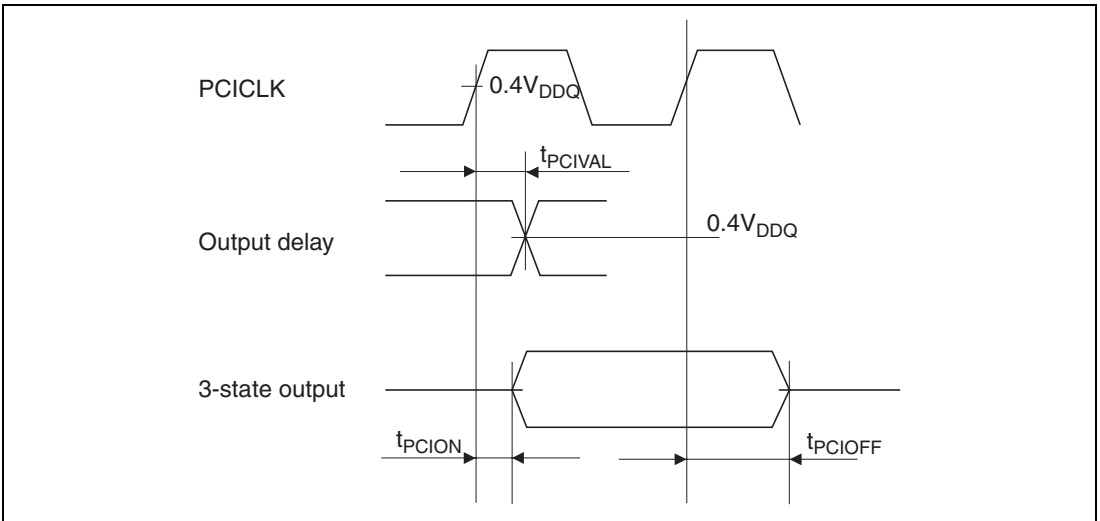 PCICLK
0.4VDDQ
tPCIVAL
Output delay
0.4VDDQ
3-state output
tPCION
tPCIOFF